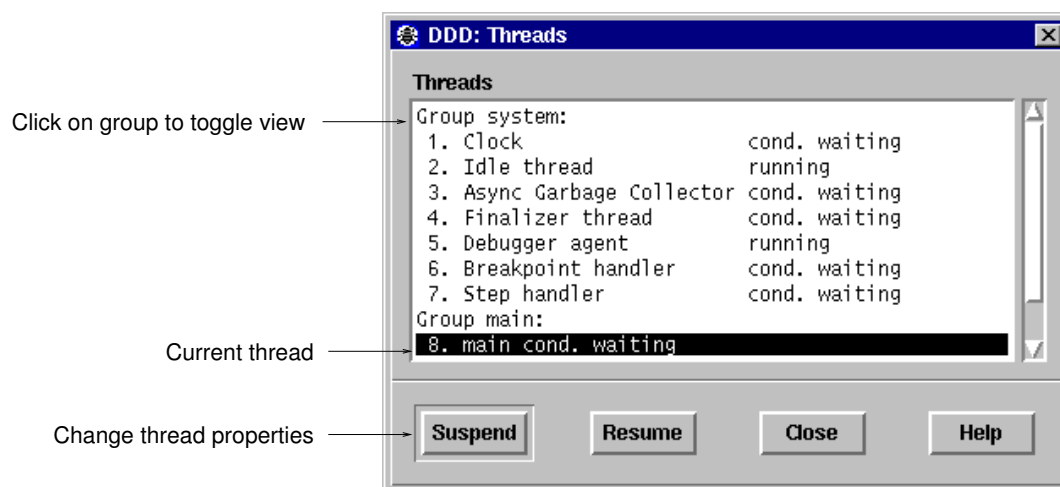 DDD: Threads
Threads
Click on group to toggle view
Group system:
1. Clock cond. waiting
2. Idle thread running
3. Async Garbage Collector cond. waiting
4. Finalizer thread cond. waiting
5. Debugger agent running
6. Breakpoint handler cond. waiting
7. Step handler cond. waiting
Group main:
Current thread
8. main cond. waiting
Change thread properties
Suspend Resume Close Help